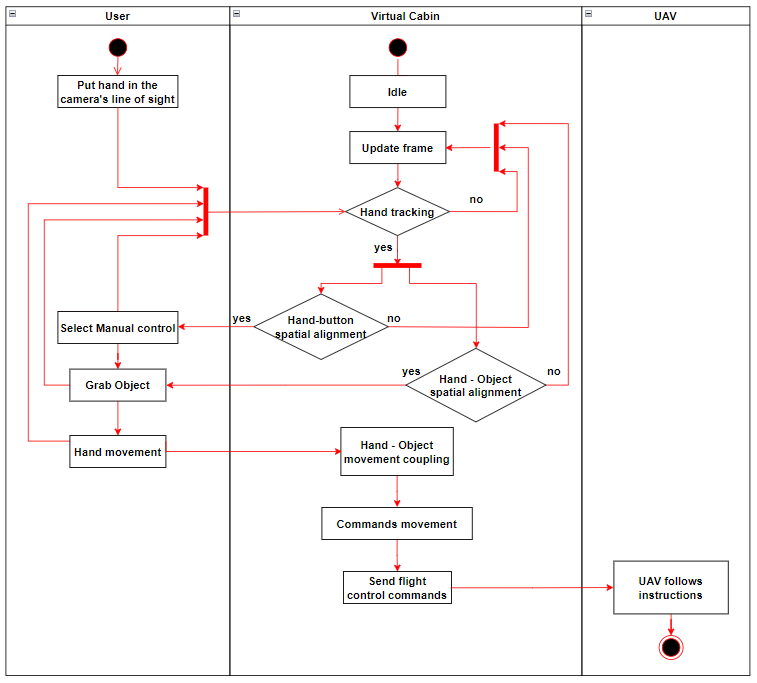 User
Virtual Cabin
UAV
Put hand in the
camera's line of sight
Idle
Update frame
Hand tracking
no
yes
Hand-button
spatial alignment
yes
no
Select Manual control
Hand - Object
spatial alignment
yes
no
Grab Object
Hand movement
Hand - Object
movement coupling
Commands movement
Send flight
control commands
UAV follows
instructions